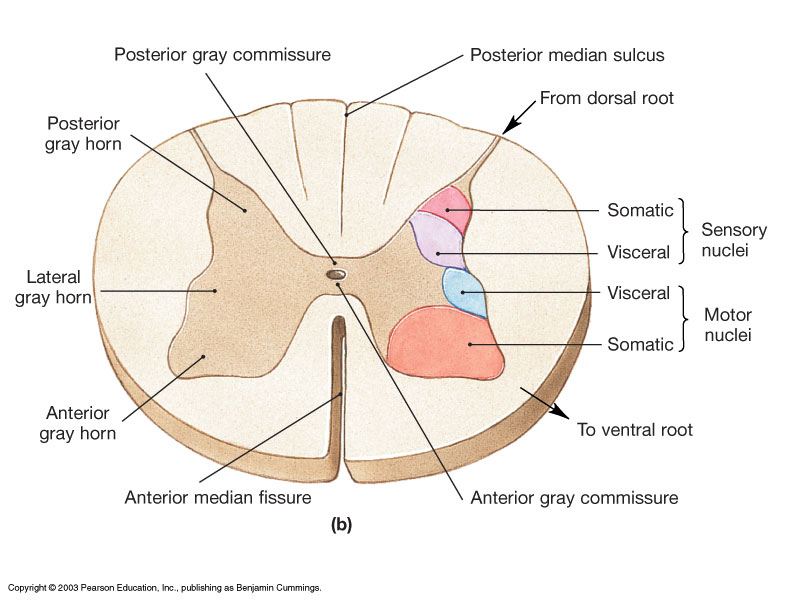 Posterior gray commissure
Posterior median sulcus
From dorsal root
Posterior
gray horn
Somatic
Sensory
nuclei
Visceral
Lateral
gray horn
Visceral
Motor
nuclei
Somatic
Anterior
gray horn
To ventral root
Anterior median fissure
Anterior gray commissure
(b)
Copyright © 2003 Pearson Education, Inc., publishing as Benjamin Cummings.